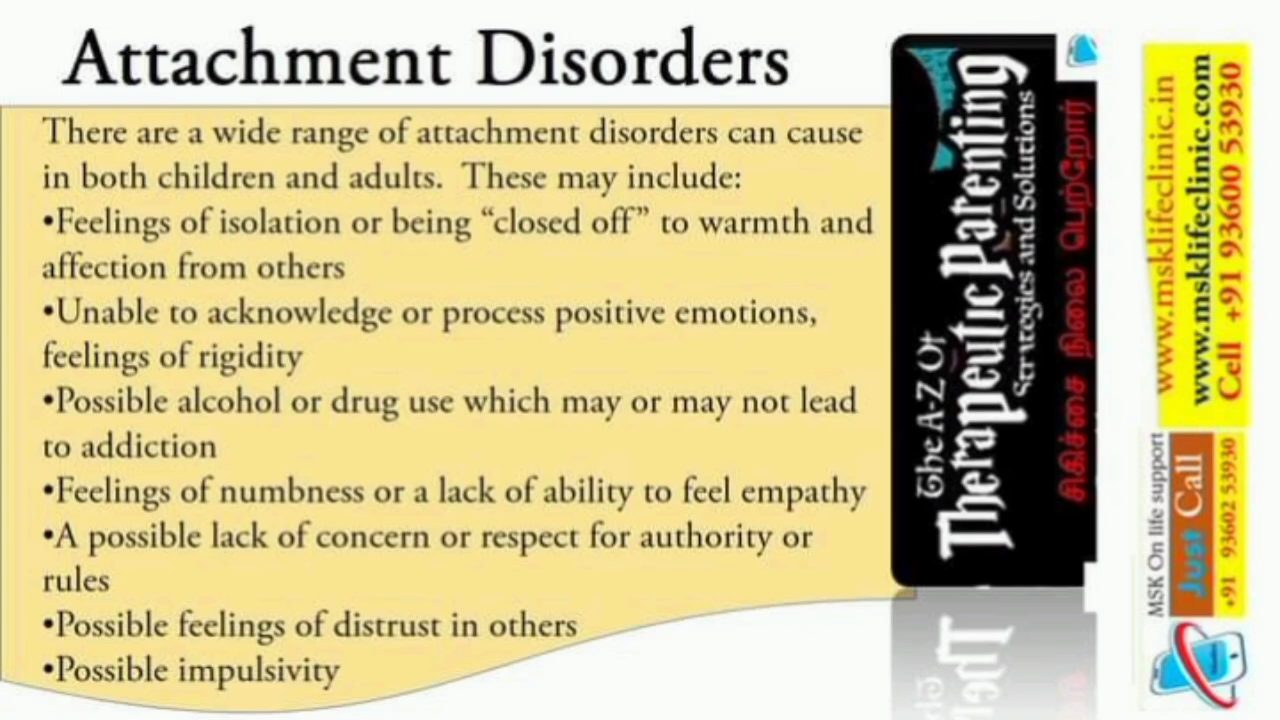 Attachment Disorders
There are a wide range of attachment disorders can cause
in both children and adults.  These may include:
•Feelings of isolation or being “closed off” to warmth and
affection from others
•Unable to acknowledge or process positive emotions,
feelings of rigidity
•Possible alcohol or drug use which may or may not lead
to addiction
•Feelings of numbness or a lack of ability to feel empathy
•A possible lack of concern or respect for authority or
rules
•Possible feelings of distrust in others
•Possible impulsivity
The A-Z Of
Therapeutic Parenting
Strategies and Solutions
சிகிச்சை நிலை பெற்றோர்
www.msklifeclinic.in
www.msklifeclinic.com
Cell +91 93600 53930
MSK On life support
Just Call
+91 93602 53930